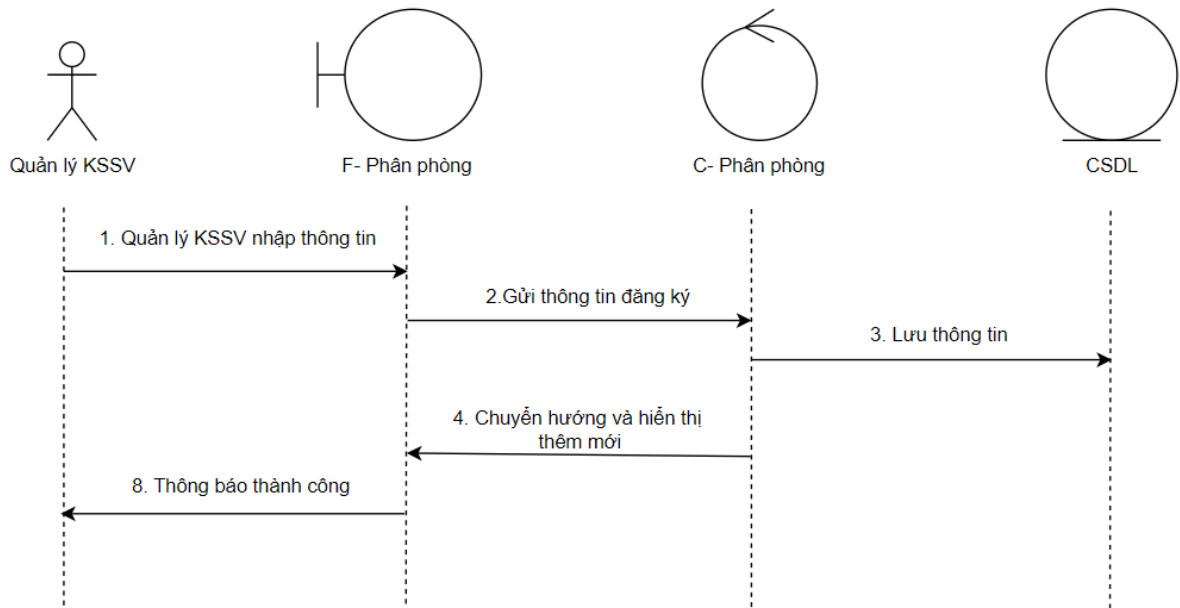 Quản lý KSSV
F- Phân phòng
C- Phân phòng
CSDL
1. Quản lý KSSV nhập thông tin
2.Gửi thông tin đăng ký
3. Lưu thông tin
4. Chuyển hướng và hiển thị
thêm mới
8. Thông báo thành công